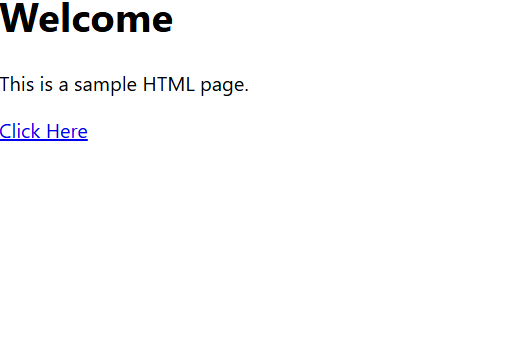 Welcome
This is a sample HTML page.
Click Here